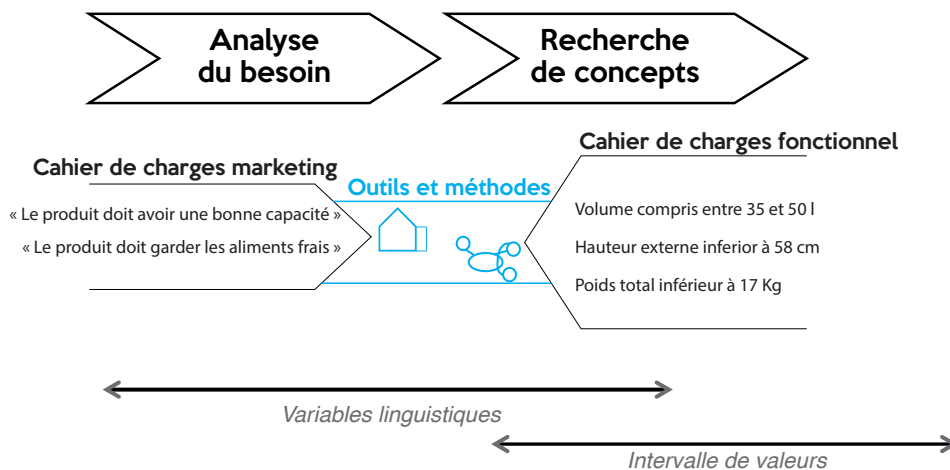 Analyse
du besoin
Recherche
de concepts
Cahier de charges marketing
« Le produit doit avoir une bonne capacité »
« Le produit doit garder les aliments frais »
Outils et méthodes
Cahier de charges fonctionnel
Volume compris entre 35 et 50 l
Hauteur externe inferior à 58 cm
Poids total inférieur à 17 Kg
Variables linguistiques
Intervalle de valeurs